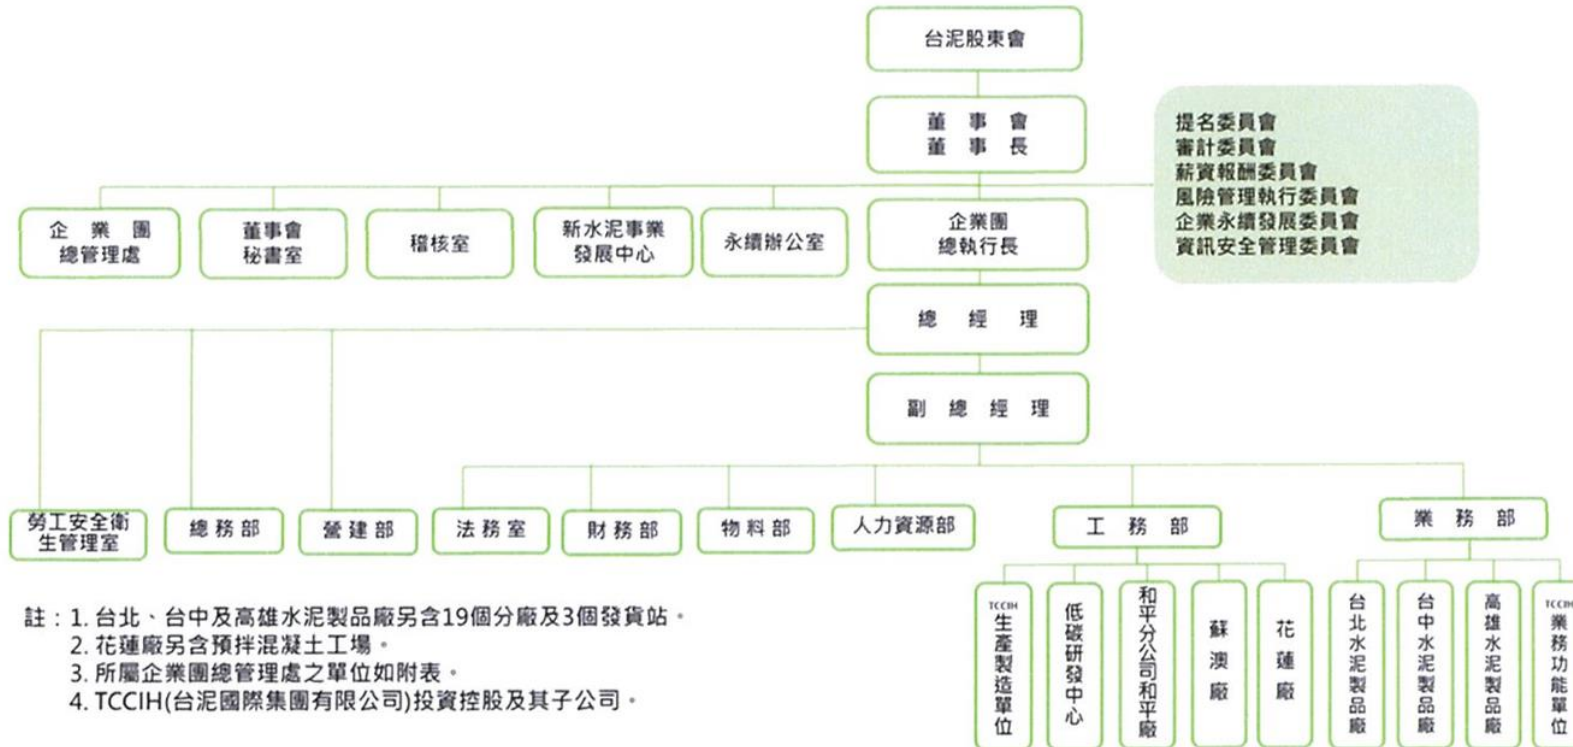 台泥股東會
董事會
董事長
提名委員會
審計委員會
薪資報酬委員會
風險管理執行委員會
企業永續發展委員會
資訊安全管理委員會
企業團
總管理處
董事會
秘書室
稽核室
新水泥事業
發展中心
永續辦公室
企業團
總執行長
總經理
副總經理
勞工安全衛
生管理室
總務部
營建部
法務室
財務部
物料部
人力資源部
工務部
業務部
TCCIH
生產製造單位
低碳研發中心
和平分公司和平廠
蘇澳廠
花蓮廠
台北水泥製品廠
台中水泥製品廠
高雄水泥製品廠
TCCIH
業務功能單位
註：1. 台北、台中及高雄水泥製品廠另含19個分廠及3個發貨站。
2. 花蓮廠另含預拌混凝土工場。
3. 所屬企業團總管理處之單位如附表。
4. TCCIH(台泥國際集團有限公司)投資控股及其子公司。